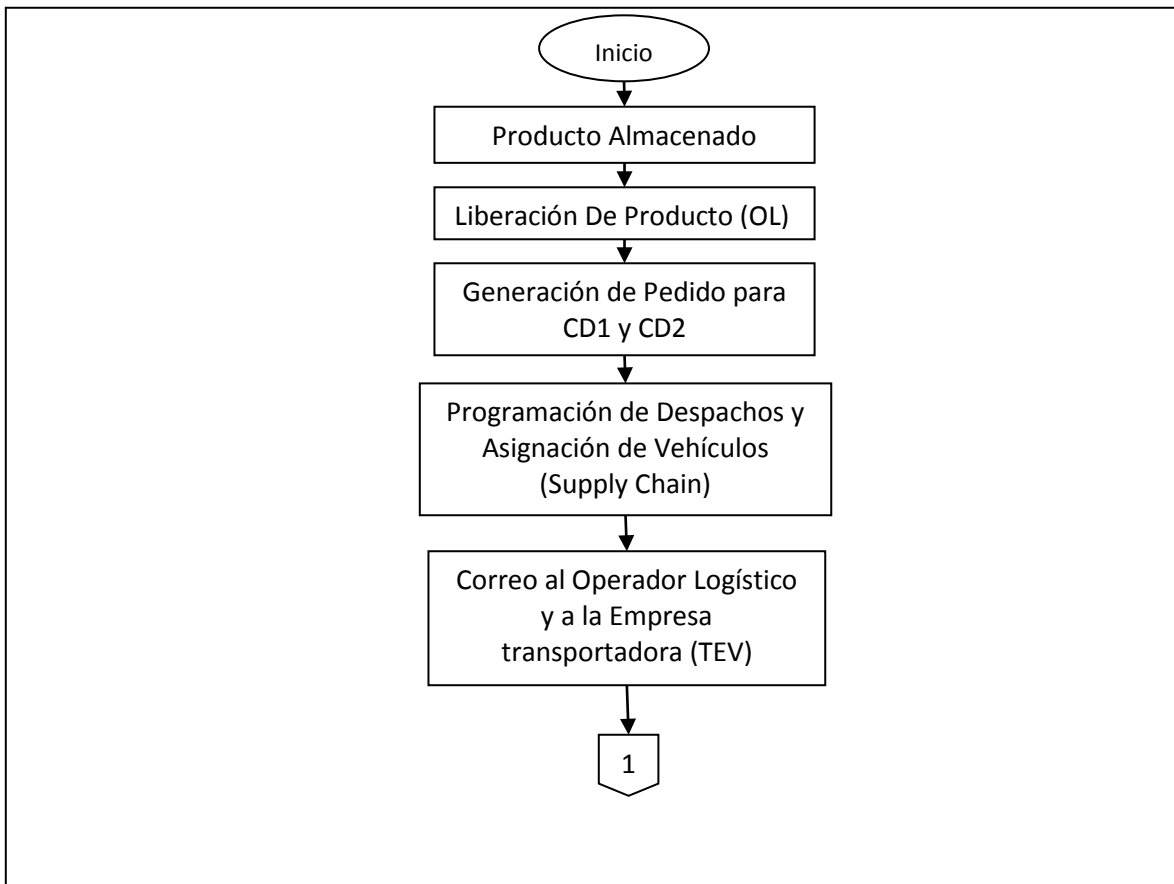 Inicio
Producto Almacenado
Liberación De Producto (OL)
Generación de Pedido para
CD1 y CD2
Programación de Despachos y
Asignación de Vehículos
(Supply Chain)
Correo al Operador Logístico
y a la Empresa
transportadora (TEV)
1